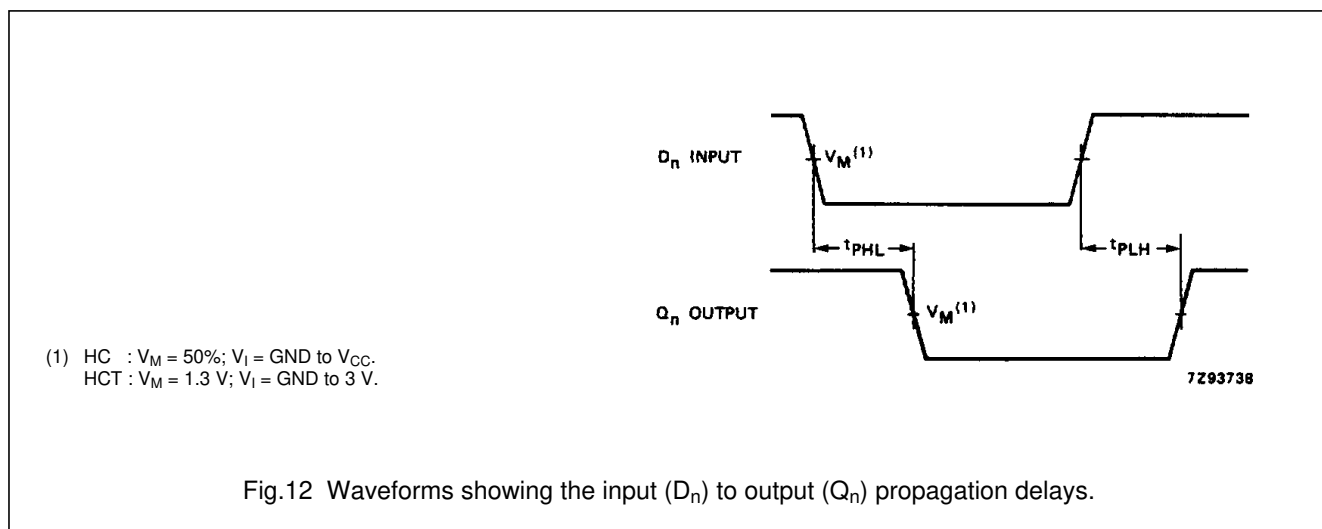 Dn INPUT
VM(1)
tPHL
tPLH
Qn OUTPUT
VM(1)
(1) HC : VM = 50%; VI = GND to VCC.
HCT : VM = 1.3 V; VI = GND to 3 V.
7Z93738
Fig.12 Waveforms showing the input (Dn) to output (Qn) propagation delays.